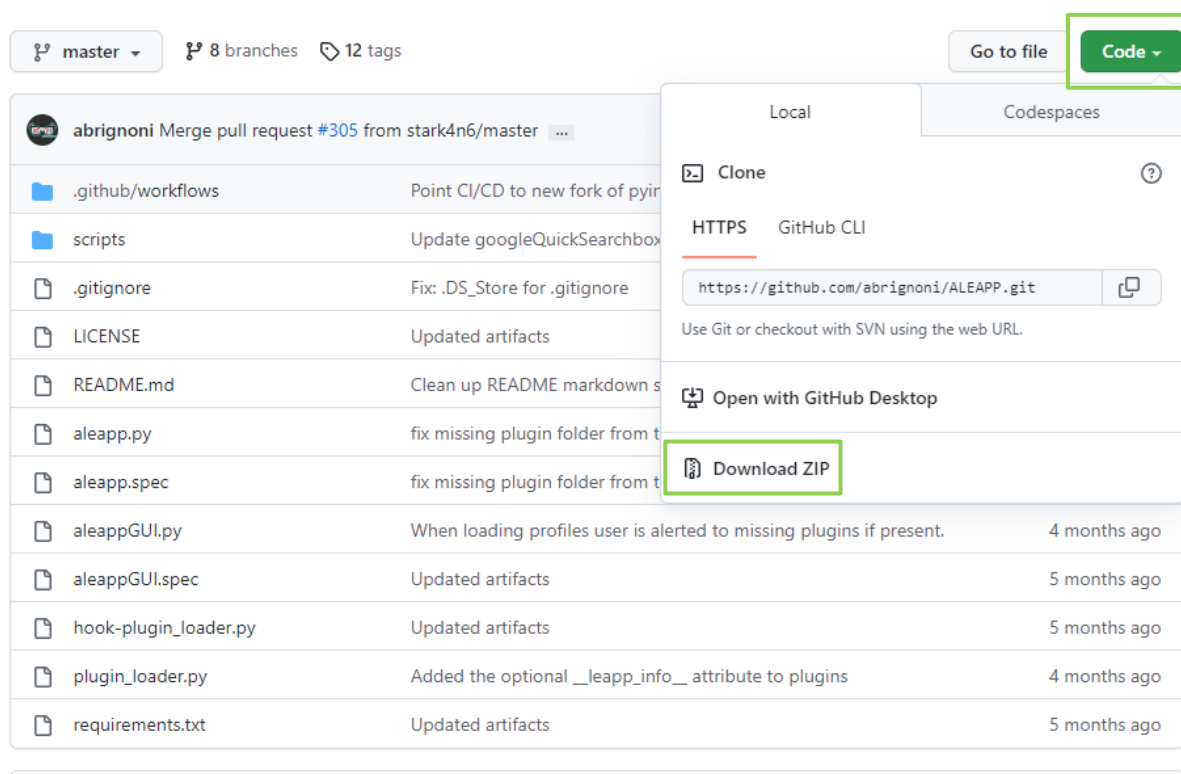 master 8 branches 12 tags Go to file Code
Local Codespaces
abrignoni Merge pull request #305 from stark4n6/master ...
Clone
.github/workflows Point CI/CD to new fork of pyin
HTTPS GitHub CLI
scripts Update googleQuickSearchbox
.gitignore Fix: .DS_Store for .gitignore
https://github.com/abrignoni/ALEAPP.git
Use Git or checkout with SVN using the web URL.
LICENSE Updated artifacts
README.md Clean up README markdown s
Open with GitHub Desktop
aleapp.py fix missing plugin folder from t
Download ZIP
aleapp.spec fix missing plugin folder from t
aleappGUI.py When loading profiles user is alerted to missing plugins if present. 4 months ago
aleappGUI.spec Updated artifacts 5 months ago
hook-plugin_loader.py Updated artifacts 5 months ago
plugin_loader.py Added the optional __leapp_info__ attribute to plugins 4 months ago
requirements.txt Updated artifacts 5 months ago